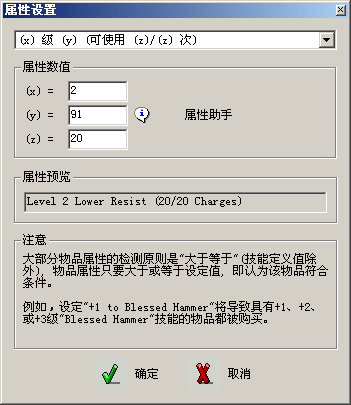 属性设置
(x) 级 (y) (可使用 (z)/(z) 次)
属性数值
(x) = 2
(y) = 91 属性助手
(z) = 20
属性预览
Level 2 Lower Resist (20/20 Charges)
注意
大部分物品属性的检测原则是"大于等于"(技能定义值除
外)，物品属性只要大于或等于设定值，即认为该物品符合
条件。
例如，设定"+1 to Blessed Hammer"将导致具有+1、+2、
或+3级"Blessed Hammer"技能的物品都被购买。
确定 取消